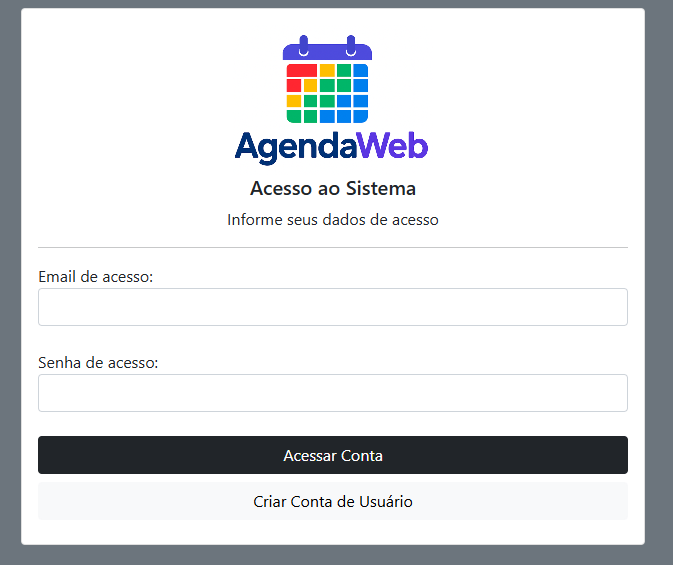 AgendaWeb
Acesso ao Sistema
Informe seus dados de acesso
Email de acesso:
Senha de acesso:
Acessar Conta
Criar Conta de Usuário